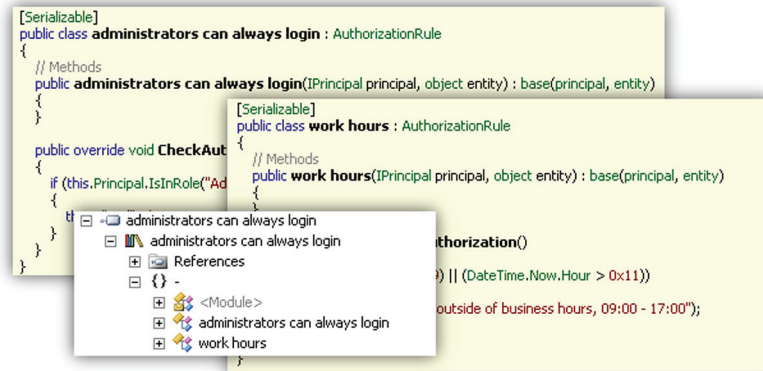 [Serializable]
public class administrators can always login : AuthorizationRule
{
// Methods
public administrators can always login(IPrincipal principal, object entity) : base(principal, entity)
{
}
public override void CheckAut
{
if (this.Principal.IsInRole("Ad
{
th
}
}
}
[Serializable]
public class work hours : AuthorizationRule
{
// Methods
public work hours(IPrincipal principal, object entity) : base(principal, entity)
{
}
thorization()
9) || (DateTime.Now.Hour > 0x11))
outside of business hours, 09:00 - 17:00");
}
administrators can always login
administrators can always login
References
{} -
<Module>
administrators can always login
work hours